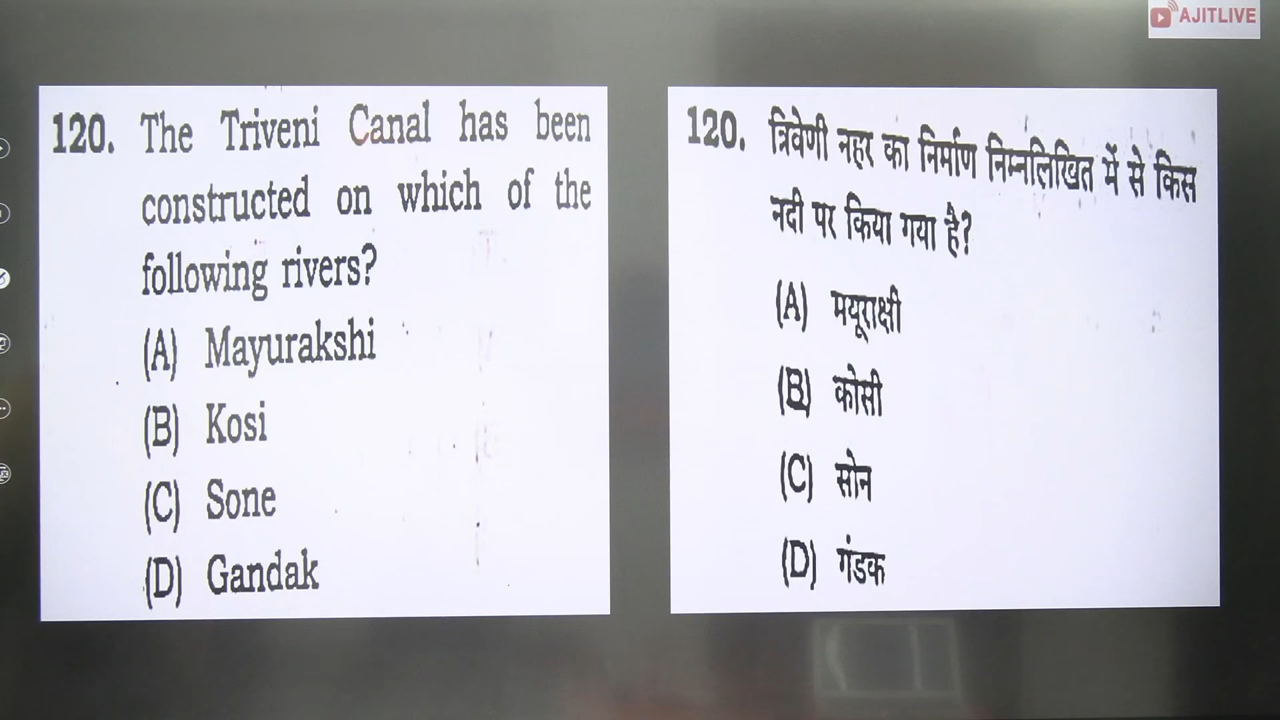 AJITLIVE
120. The Triveni Canal has been
constructed on which of the
following rivers?
(A) Mayurakshi
(B) Kosi
(C) Sone
(D) Gandak
120. त्रिवेणी नहर का निर्माण निम्नलिखित में से किस
नदी पर किया गया है?
(A) मयूराक्षी
(B) कोसी
(C) सोन
(D) गंडक